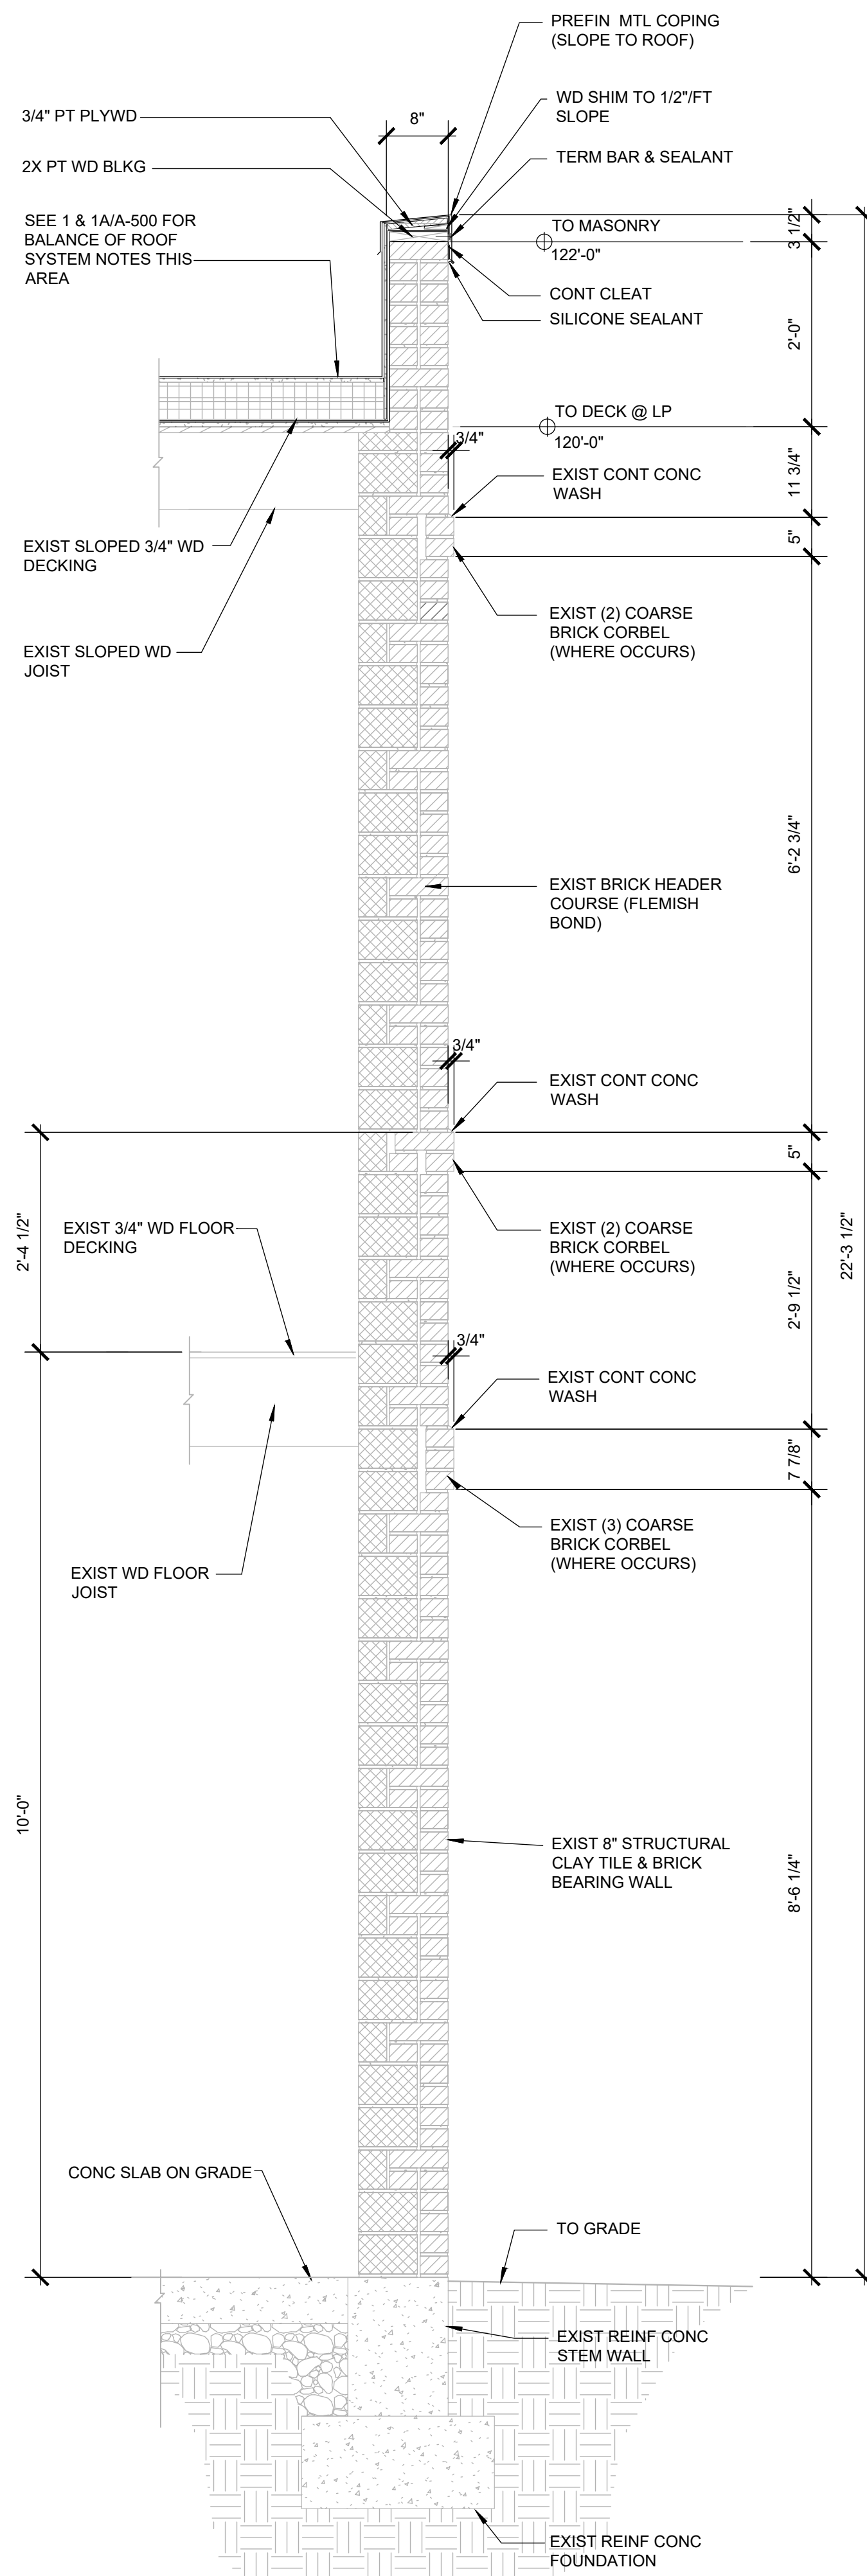 PREFIN MTL COPING
(SLOPE TO ROOF)
3/4" PT PLYWD
8"
WD SHIM TO 1/2"/FT
SLOPE
2X PT WD BLKG
TERM BAR & SEALANT
SEE 1 & 1A/A-500 FOR
BALANCE OF ROOF
SYSTEM NOTES THIS
AREA
TO MASONRY
122'-0"
3 1/2"
CONT CLEAT
SILICONE SEALANT
2'-0"
TO DECK @ LP
120'-0"
3/4"
EXIST CONT CONC
WASH
11 3/4"
5"
EXIST SLOPED 3/4" WD
DECKING
EXIST (2) COARSE
BRICK CORBEL
(WHERE OCCURS)
EXIST SLOPED WD
JOIST
6'-2 3/4"
EXIST BRICK HEADER
COURSE (FLEMISH
BOND)
3/4"
EXIST CONT CONC
WASH
5"
2'-4 1/2"
EXIST 3/4" WD FLOOR
DECKING
EXIST (2) COARSE
BRICK CORBEL
(WHERE OCCURS)
22'-3 1/2"
2'-9 1/2"
3/4"
EXIST CONT CONC
WASH
7 7/8"
EXIST (3) COARSE
BRICK CORBEL
(WHERE OCCURS)
EXIST WD FLOOR
JOIST
10'-0"
EXIST 8" STRUCTURAL
CLAY TILE & BRICK
BEARING WALL
8'-6 1/4"
CONC SLAB ON GRADE
TO GRADE
EXIST REINF CONC
STEM WALL
EXIST REINF CONC
FOUNDATION